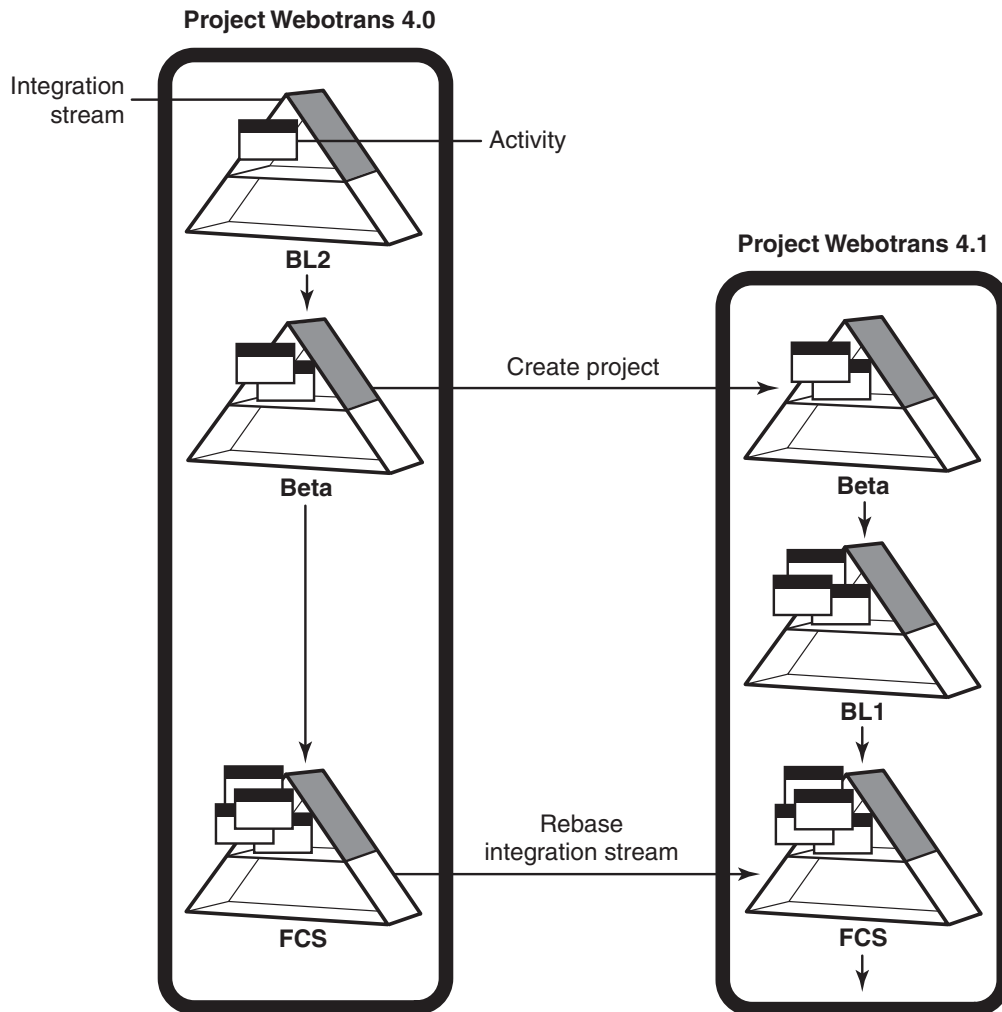 Project Webotrans 4.0
Integration
stream
Activity
BL2
Project Webotrans 4.1
Create project
Beta
Beta
BL1
Rebase
integration stream
FCS
FCS